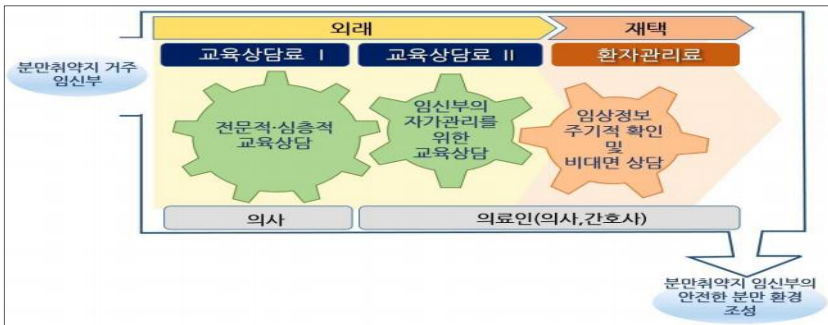 외래
재택
분만취약지 거주
임신부
교육상담료 Ⅰ
교육상담료 Ⅱ
환자관리료
전문적·심층적
교육상담
임신부의
자가관리를
위한
교육상담
임상정보
주기적 확인
및
비대면 상담
의사
의료인(의사,간호사)
분만취약지 임신부의
안전한 분만 환경
조성